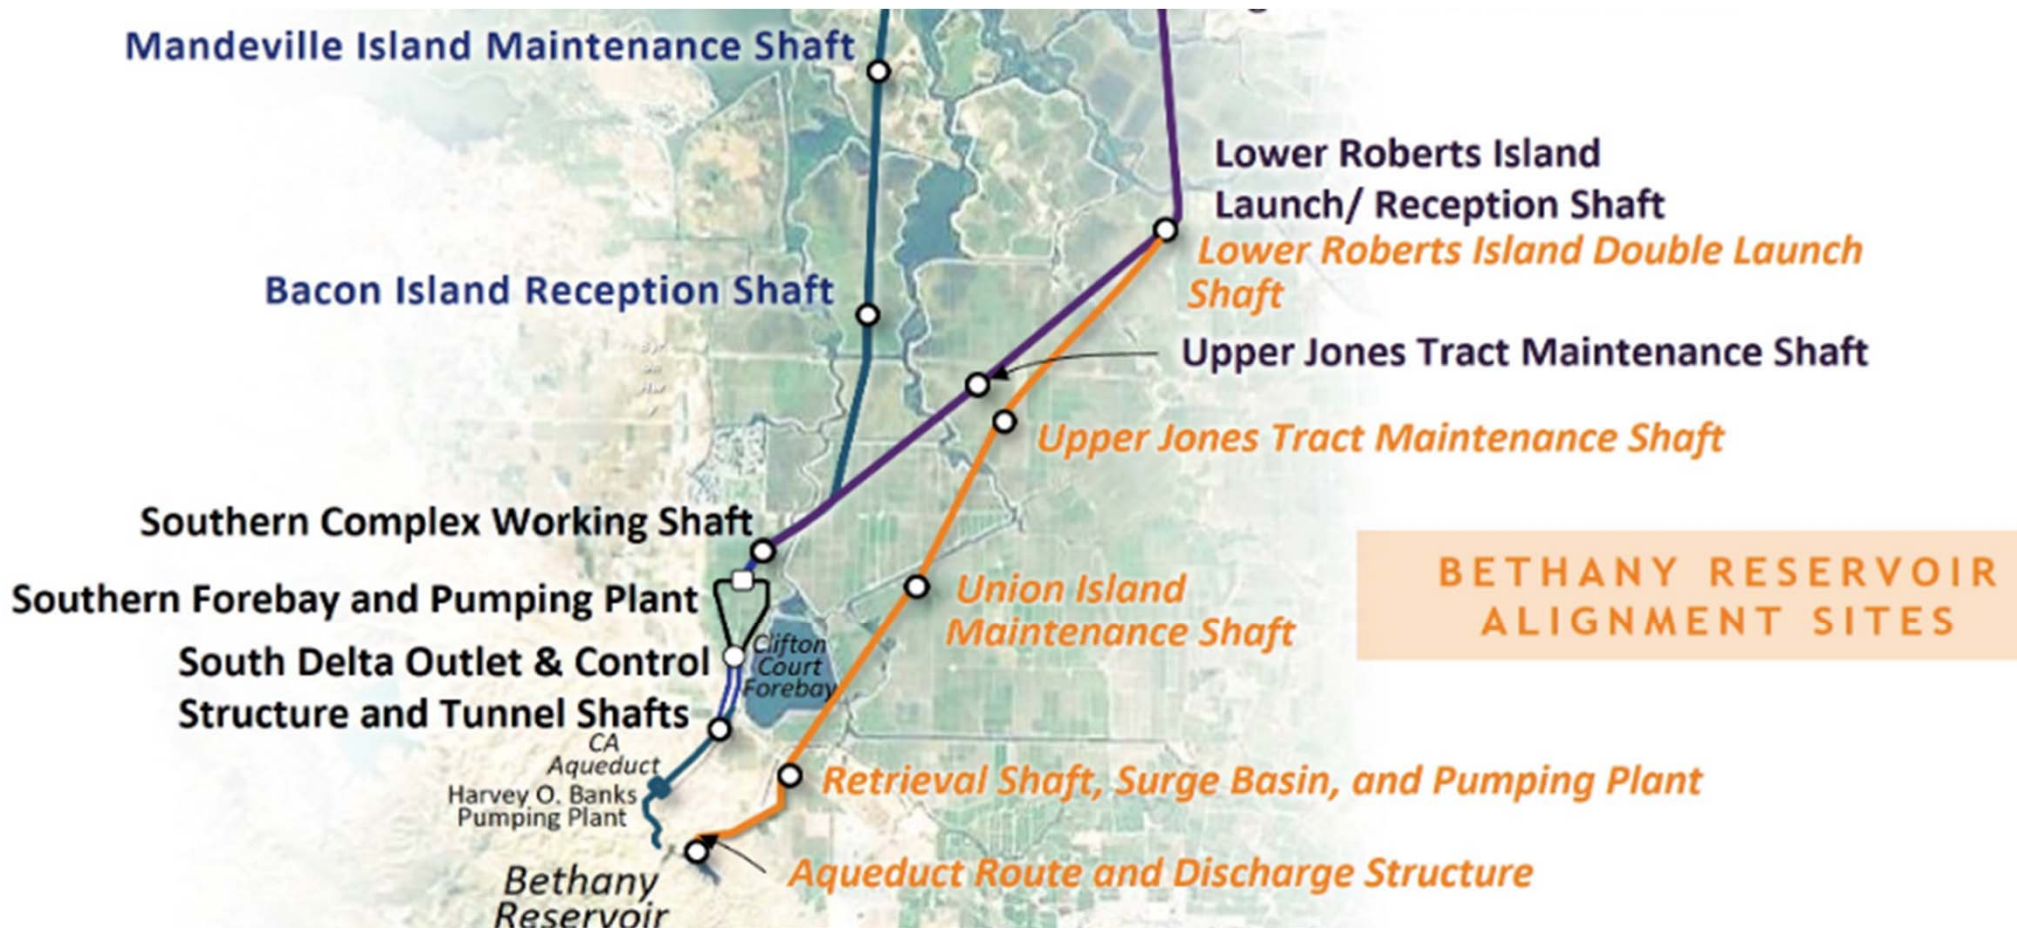 Mandeville Island Maintenance Shaft
Lower Roberts Island
Launch/ Reception Shaft
Lower Roberts Island Double Launch
Shaft
Bacon Island Reception Shaft
Upper Jones Tract Maintenance Shaft
Upper Jones Tract Maintenance Shaft
Southern Complex Working Shaft
Southern Forebay and Pumping Plant
Union Island
Maintenance Shaft
BETHANY RESERVOIR
ALIGNMENT SITES
South Delta Outlet & Control
Structure and Tunnel Shafts
Clifton
Court
Forebay
CA
Aqueduct
Harvey O. Banks
Pumping Plant
Retrieval Shaft, Surge Basin, and Pumping Plant
Aqueduct Route and Discharge Structure
Bethany
Reservoir